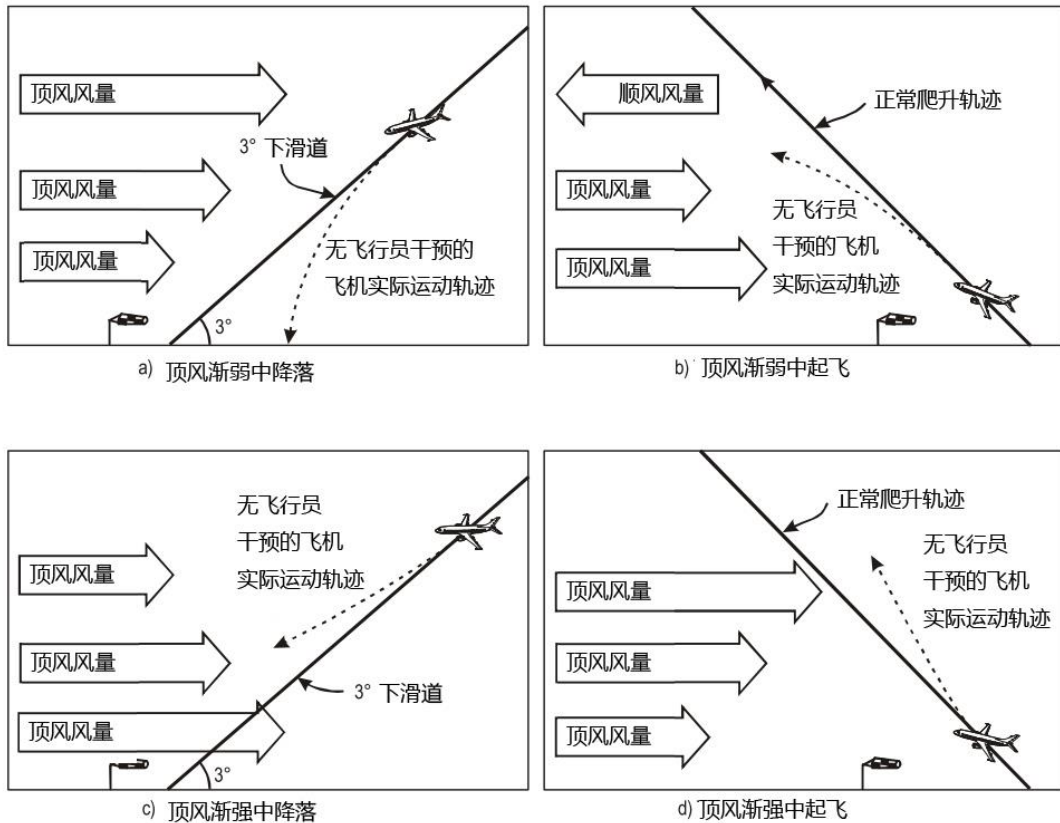 顶风风量
3° 下滑道
顶风风量
顶风风量
无飞行员干预的
飞机实际运动轨迹
3°
a) 顶风渐弱中降落
顺风风量
正常爬升轨迹
顶风风量
无飞行员
干预的飞机
实际运动轨迹
顶风风量
b) 顶风渐弱中起飞
无飞行员
干预的飞机
实际运动轨迹
顶风风量
顶风风量
3° 下滑道
顶风风量
3°
c) 顶风渐强中降落
正常爬升轨迹
无飞行员
干预的飞机
实际运动轨迹
顶风风量
顶风风量
顶风风量
d) 顶风渐强中起飞